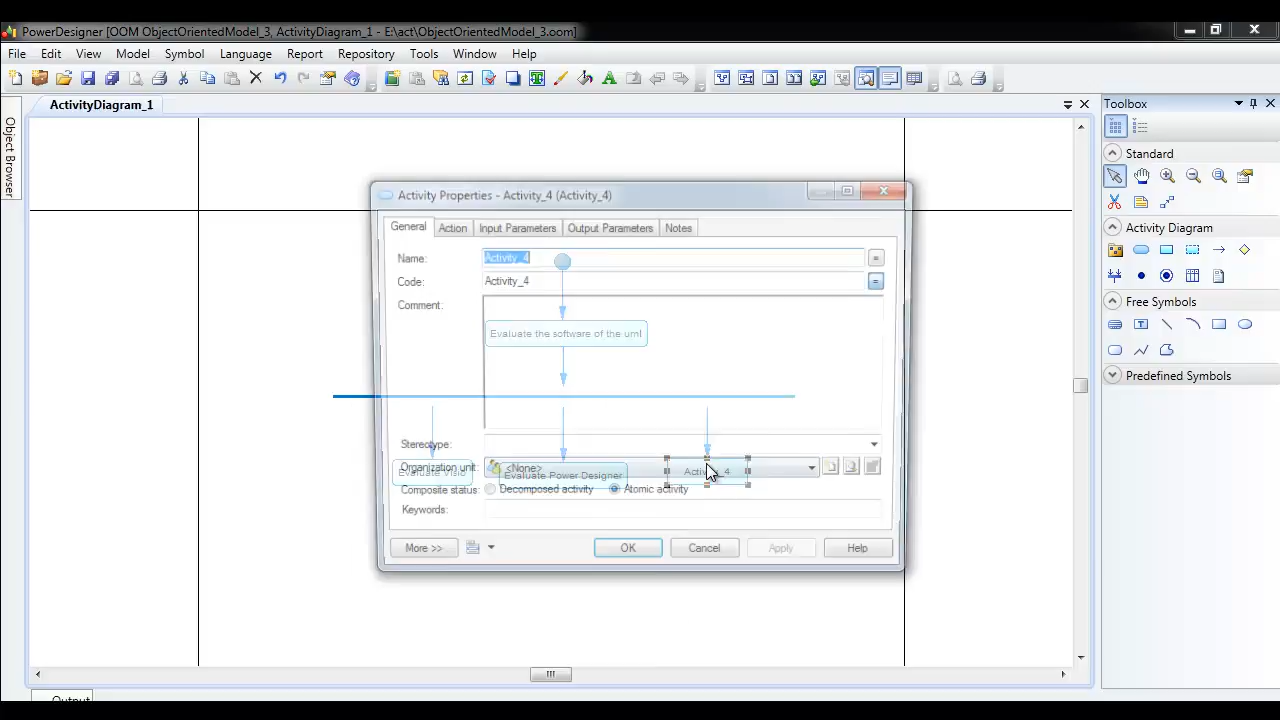 PowerDesigner [OOM ObjectOrientedModel_3, ActivityDiagram_1 - E:\act\ObjectOrientedModel_3.oom]
File Edit View Model Symbol Language Report Repository Tools Window Help
ActivityDiagram_1
Object Browser
Toolbox
Standard
Activity Diagram
Free Symbols
Predefined Symbols
Activity Properties - Activity_4 (Activity_4)
General Action Input Parameters Output Parameters Notes
Name: Activity_4
Code: Activity_4
Comment:
Evaluate the software of the uml
Stereotype:
Organization unit: <None>
Evaluate Visio
Evaluate Power Designer
Composite status: Decomposed activity Atomic activity
Keywords:
More >> OK Cancel Apply Help
Output